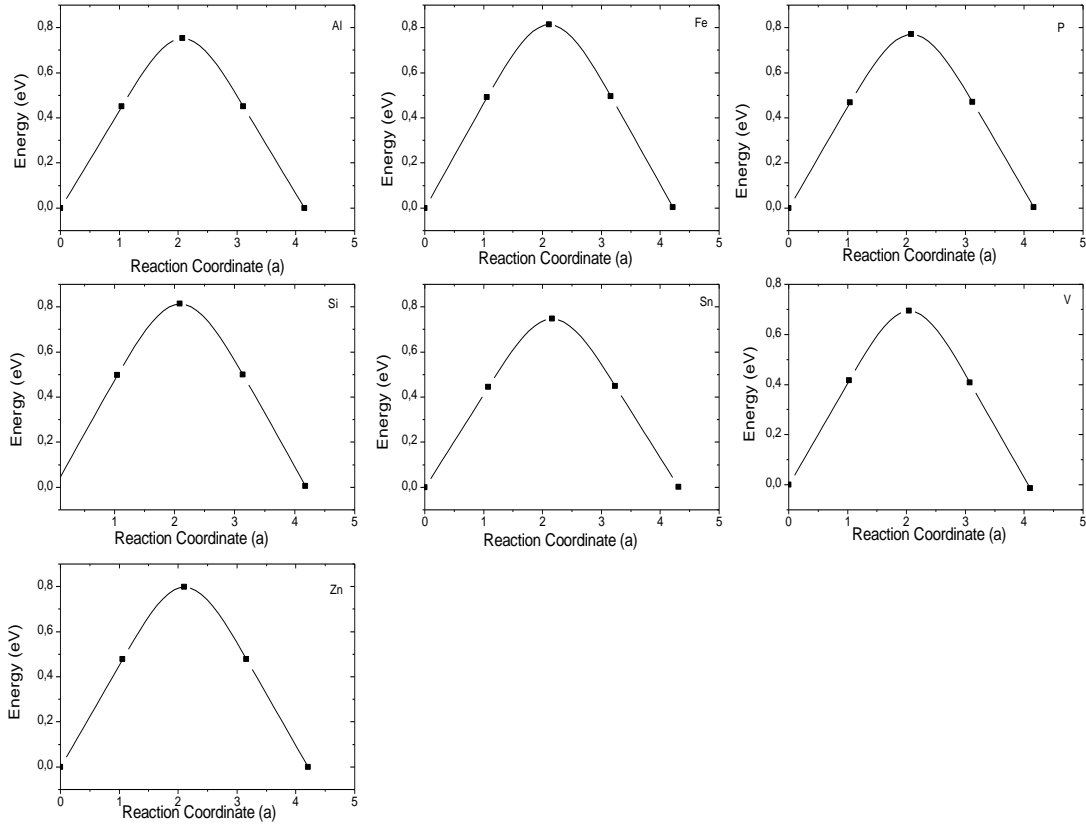 Al
Energy (eV)
0,8
0,6
0,4
0,2
0,0
0 1 2 3 4 5
Reaction Coordinate (a)
Fe
Energy (eV)
0,8
0,6
0,4
0,2
0,0
0 1 2 3 4 5
Reaction Coordinate (a)
P
Energy (eV)
0,8
0,6
0,4
0,2
0,0
0 1 2 3 4 5
Reaction Coordinate (a)
Si
Energy (eV)
0,8
0,6
0,4
0,2
0,0
1 2 3 4 5
Reaction Coordinate (a)
Sn
Energy (eV)
0,8
0,6
0,4
0,2
0,0
0 1 2 3 4 5
Reaction Coordinate (a)
V
Energy (eV)
0,8
0,6
0,4
0,2
0,0
0 1 2 3 4 5
Reaction Coordinate (a)
Zn
Energy (eV)
0,8
0,6
0,4
0,2
0,0
0 1 2 3 4 5
Reaction Coordinate (a)